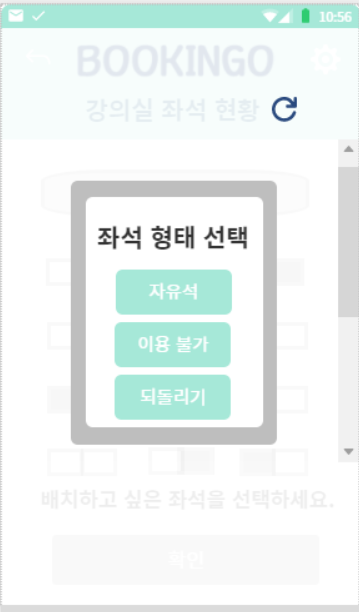 10:56
BOOKINGO
강의실 좌석 현황
좌석 형태 선택
자유석
이용 불가
되돌리기
배치하고 싶은 좌석을 선택하세요.
확인